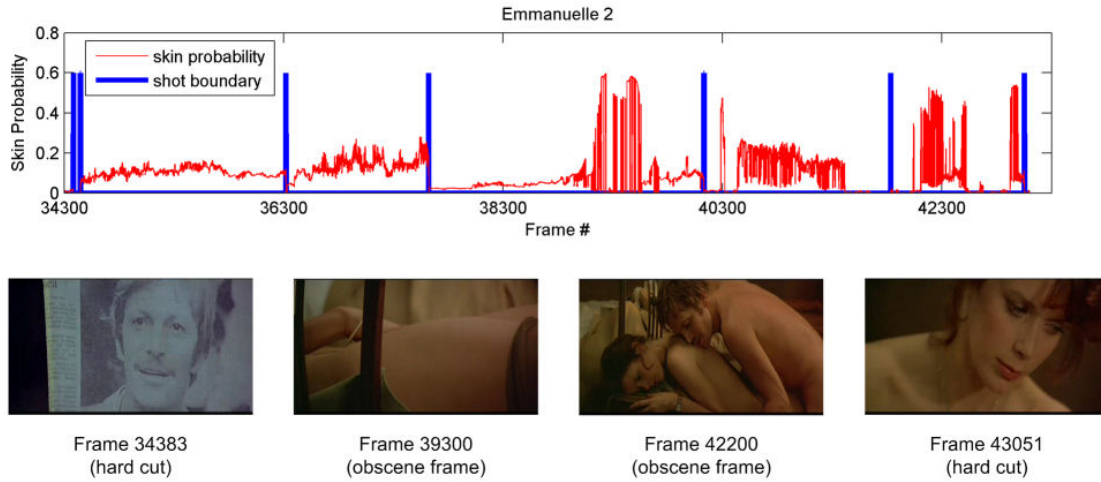 Emmanuelle 2
Skin Probability
0.8
0.6
0.4
0.2
0
skin probability
shot boundary
34300 36300 38300 40300 42300
Frame #
Frame 34383
(hard cut)
Frame 39300
(obscene frame)
Frame 42200
(obscene frame)
Frame 43051
(hard cut)